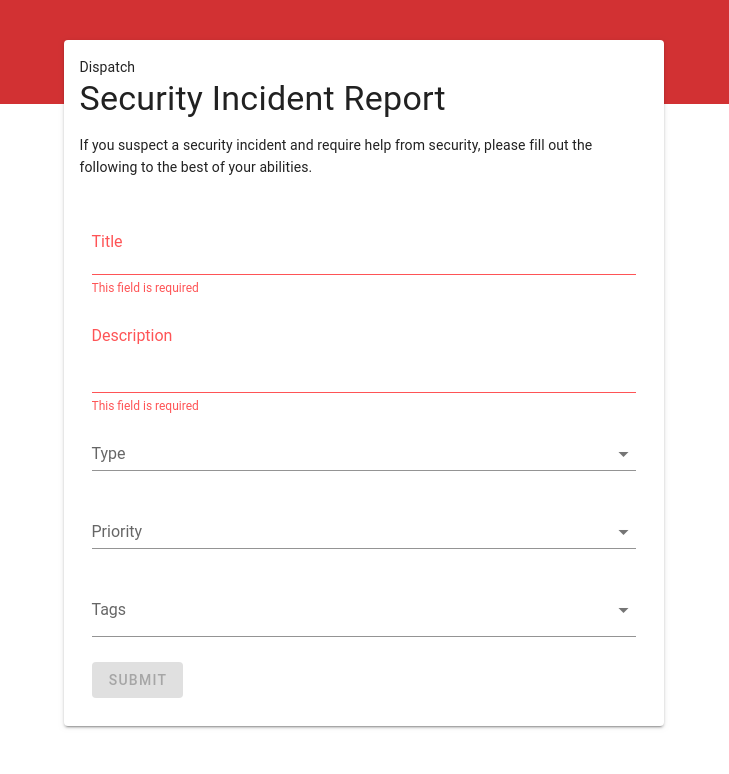 Dispatch
Security Incident Report
If you suspect a security incident and require help from security, please fill out the
following to the best of your abilities.
Title
This field is required
Description
This field is required
Type
Priority
Tags
SUBMIT